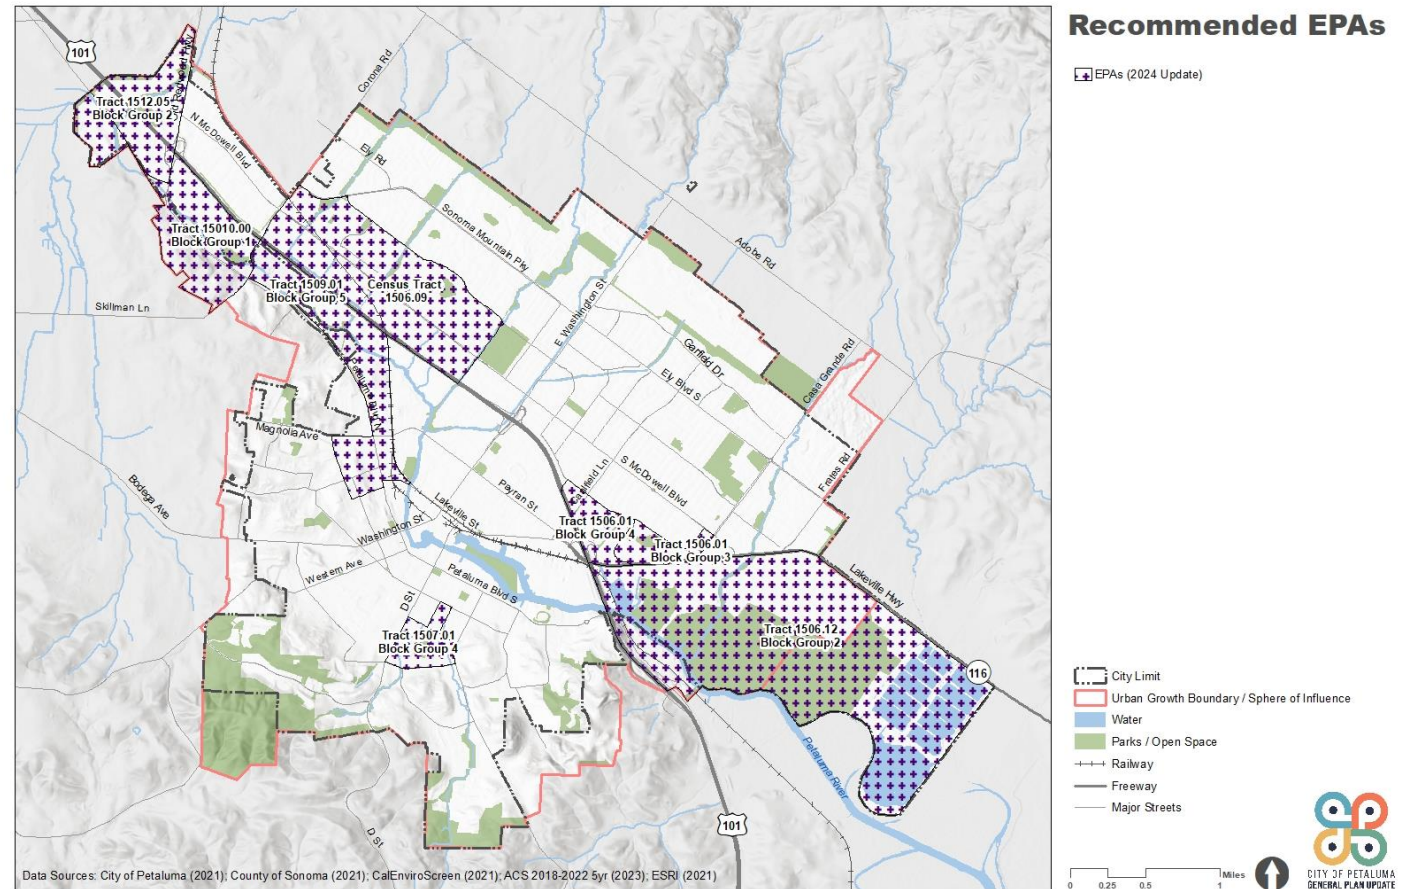 Recommended EPAs
EPAs (2024 Update)
101
Corona Rd
Tract 1512.05
Block Group 2
N McDowell Blvd
Ely Rd
Sonoma Mountain Pky
Adobe Rd
Tract 15010.00
Block Group 1
Tract 1509.01
Block Group 5
Census Tract
1506.09
Skillman Ln
E Washington St
Garfield Dr
Casa Grande Rd
Ely Blvd S
Petaluma Blvd N
Magnolia Ave
Bodega Ave
S McDowell Blvd
Frates Rd
Caulfield Ln
Payran St
Lakeville St
Washington St
Tract 1506.01
Block Group 4
Tract 1506.01
Block Group 3
Western Ave
Petaluma Blvd S
Lakeville Hwy
D St
Tract 1507.01
Block Group 4
Tract 1506.12
Block Group 2
116
Petaluma River
101
D St
City Limit
Urban Growth Boundary / Sphere of Influence
Water
Parks / Open Space
Railway
Freeway
Major Streets
Data Sources: City of Petaluma (2021); County of Sonoma (2021); CalEnviroScreen (2021); ACS 2018-2022 5yr (2023); ESRI (2021)
Miles
0 0.25 0.5 1
CITY OF PETALUMA
GENERAL PLAN UPDATE